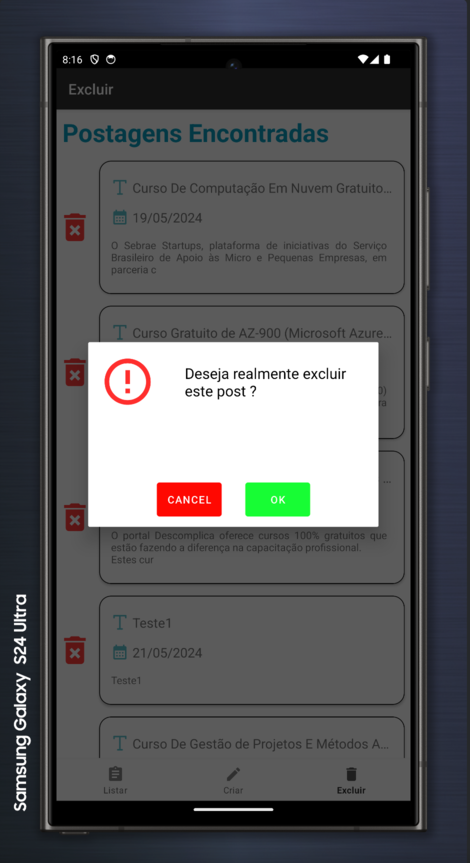 8:16
Excluir
Postagens Encontradas
Curso De Computação Em Nuvem Gratuito...
19/05/2024
O Sebrae Startups, plataforma de iniciativas do Serviço
Brasileiro de Apoio às Micro e Pequenas Empresas, em
parceria c
Curso Gratuito de AZ-900 (Microsoft Azure...
Deseja realmente excluir
este post ?
CANCEL
OK
...
O portal Descomplica oferece cursos 100% gratuitos que
estão fazendo a diferença na capacitação profissional.
Estes cur
Teste1
21/05/2024
Teste1
Curso De Gestão de Projetos E Métodos A...
Listar
Criar
Excluir
Samsung Galaxy S24 Ultra